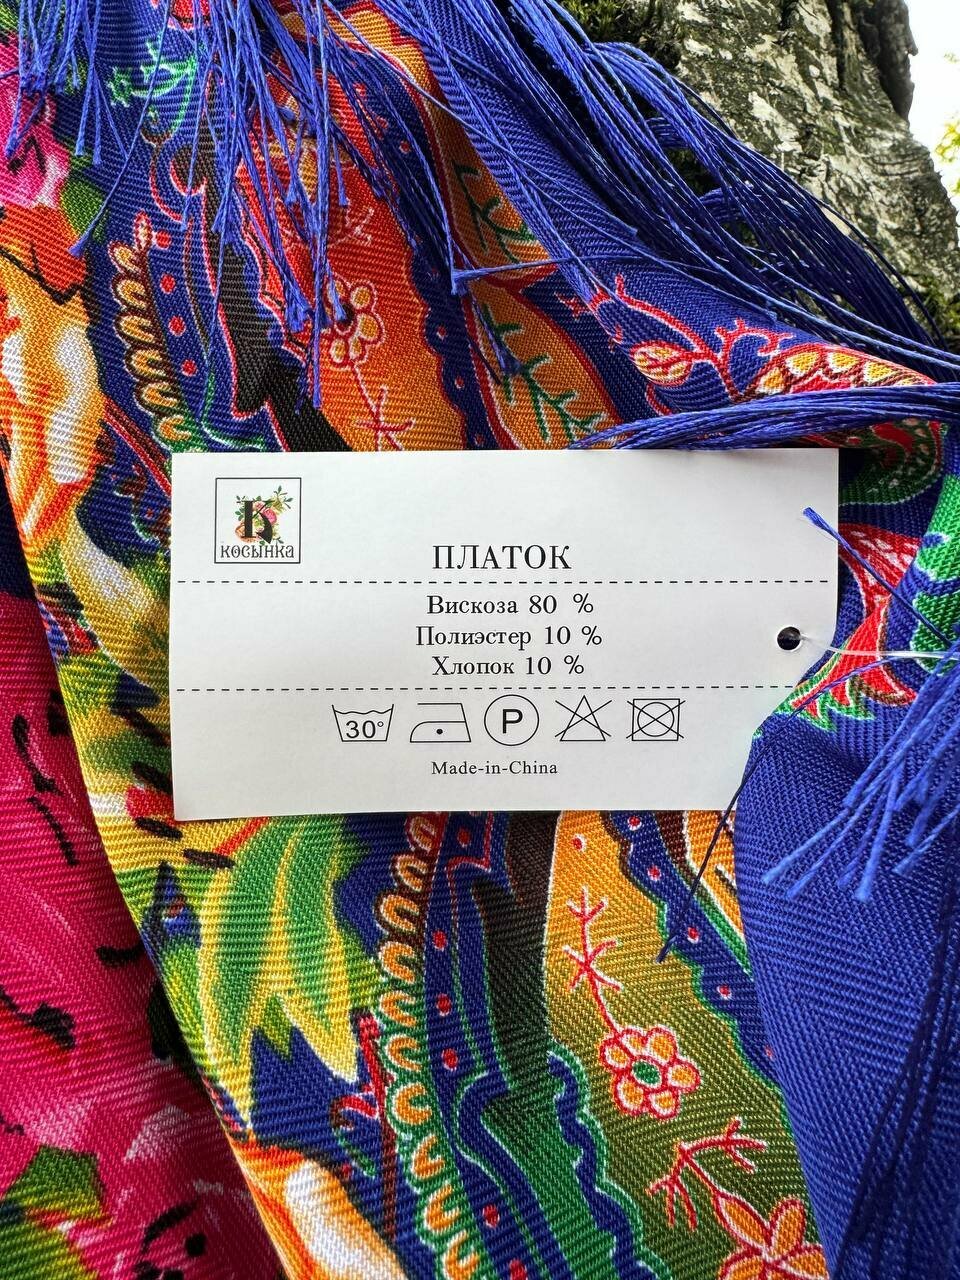 К
КОСЫНКА
ПЛАТОК
Вискоза 80 %
Полиэстер 10 %
Хлопок 10 %
30° P
Made-in-China